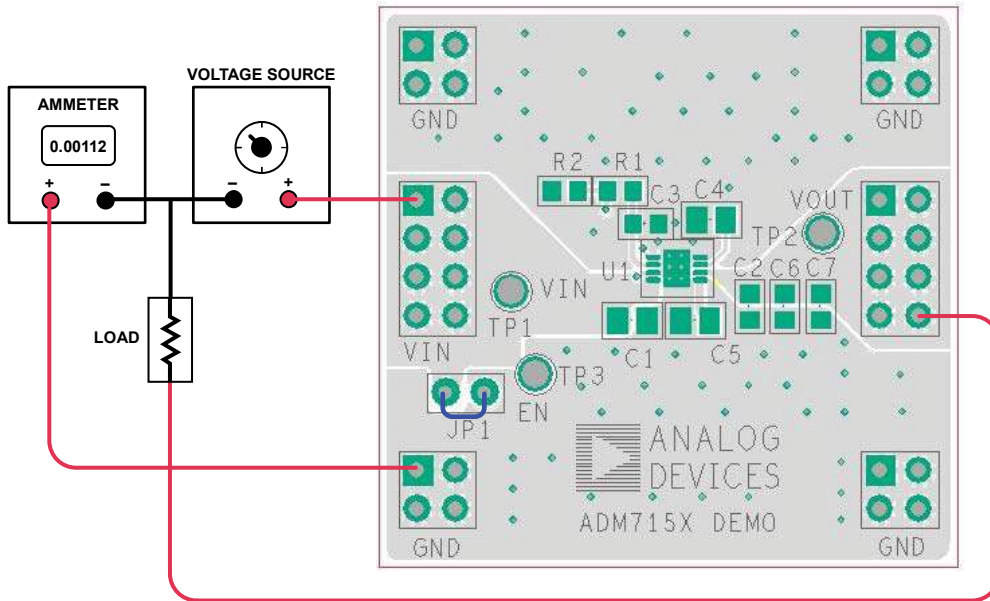 VOLTAGE SOURCE
AMMETER
0.00112
+
–
–
+
LOAD
GND
GND
R2
R1
C3
C4
VOUT
TP2
U1
C2
C6
C7
VIN
TP1
VIN
C1
C5
TP3
EN
JP1
ANALOG
DEVICES
ADM715X DEMO
GND
GND